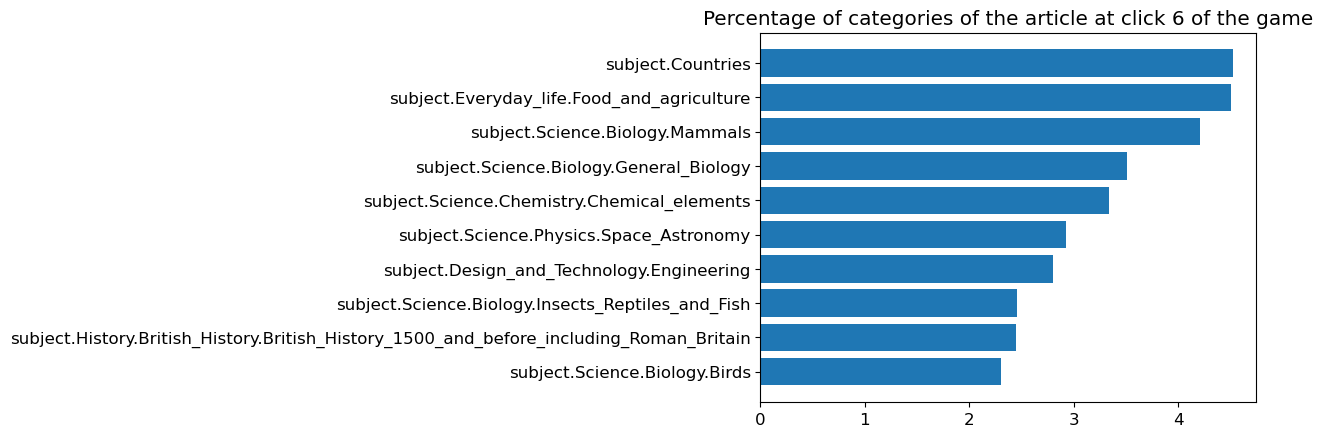 Percentage of categories of the article at click 6 of the game
subject.Countries
subject.Everyday_life.Food_and_agriculture
subject.Science.Biology.Mammals
subject.Science.Biology.General_Biology
subject.Science.Chemistry.Chemical_elements
subject.Science.Physics.Space_Astronomy
subject.Design_and_Technology.Engineering
subject.Science.Biology.Insects_Reptiles_and_Fish
subject.History.British_History.British_History_1500_and_before_including_Roman_Britain
subject.Science.Biology.Birds
0 1 2 3 4